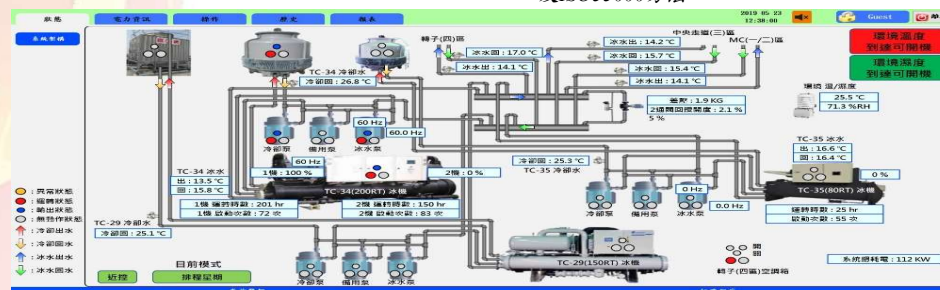 2019 05 23
12:38:00
狀態
電力資訊
操作
歷史
報表
Guest
系統架構
轉子(四)區
中央走道(三)區
MC(一/二)區
冰水回 : 17.0 °C
冰水出 : 14.1 °C
冰水出 : 14.2 °C
冰水回 : 15.7 °C
冰水回 : 15.4 °C
冰水出 : 14.1 °C
環境溫度
到達可開機
環境濕度
到達可開機
環境 溫/濕度
25.5 °C
71.3 %RH
TC-34 冷卻水
冷卻回 : 26.8 °C
差壓 : 1.9 KG
2.1 %
5 %
60 Hz
60.0 Hz
冷卻泵
備用泵
冰水泵
TC-34 冰水
出 : 13.5 °C
回 : 15.8 °C
60 Hz
1機 : 100 %
2機 : 0 %
TC-34(200RT) 冰機
1機 運轉時數 : 201 hr
1機 啟動次數 : 72 次
2機 運轉時數 : 150 hr
2機 啟動次數 : 83 次
冷卻回 : 25.3 °C
TC-35 冷卻水
TC-35 冰水
出 : 16.6 °C
回 : 16.4 °C
0 %
TC-35(80RT) 冰機
0 Hz
0.0 Hz
冷卻泵
備用泵
冰水泵
運轉時數 : 25 hr
啟動次數 : 55 次
TC-29 冷卻水
冷卻回 : 25.1 °C
異常狀態
運轉狀態
輸出狀態
無動作狀態
冷卻出水
冷卻回水
冰水出水
冰水回水
目前模式
近控
排程星期
冷卻泵
備用泵
冰水泵
TC-29(150RT) 冰機
開
關
轉子(四區)空調箱
系統總耗電 : 112 KW